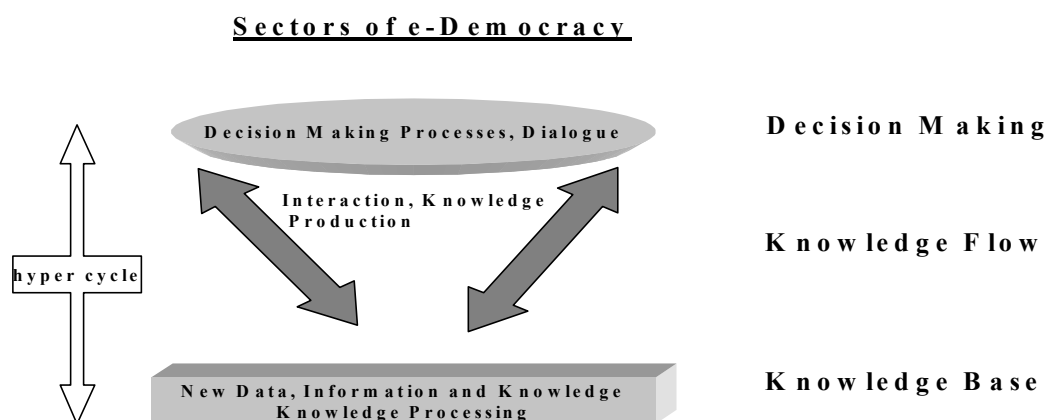 Sectors of e-Democracy
Decision Making Processes, Dialogue
Decision Making
Interaction, Knowledge
Production
Knowledge Flow
hyper cycle
New Data, Information and Knowledge
Knowledge Processing
Knowledge Base